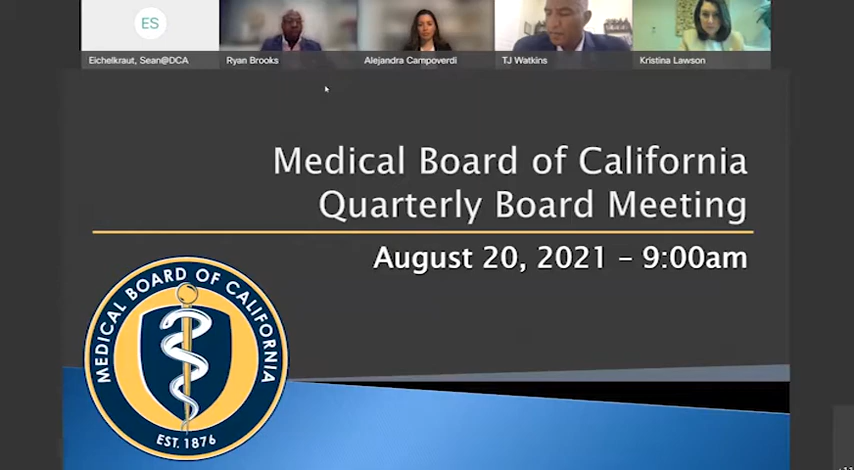 ES
Eichelkraut, Sean@DCA
Ryan Brooks
Alejandra Campoverdi
TJ Watkins
Kristina Lawson
Medical Board of California
Quarterly Board Meeting
August 20, 2021 – 9:00am
MEDICAL BOARD OF CALIFORNIA
EST. 1876